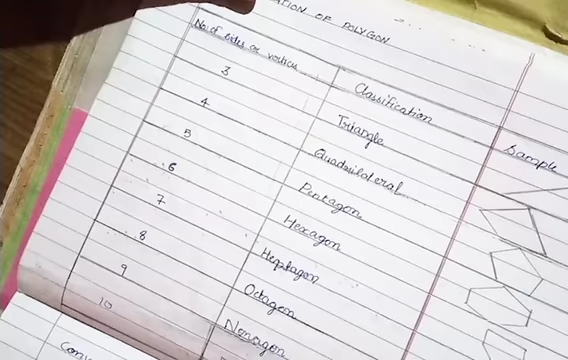 ATION OF POLYGON
No. of sides or vertices Classification Sample
3 Triangle
4 Quadrilateral
5 Pentagon
6 Hexagon
7 Heptagon
8 Octagon
9 Nonagon
10